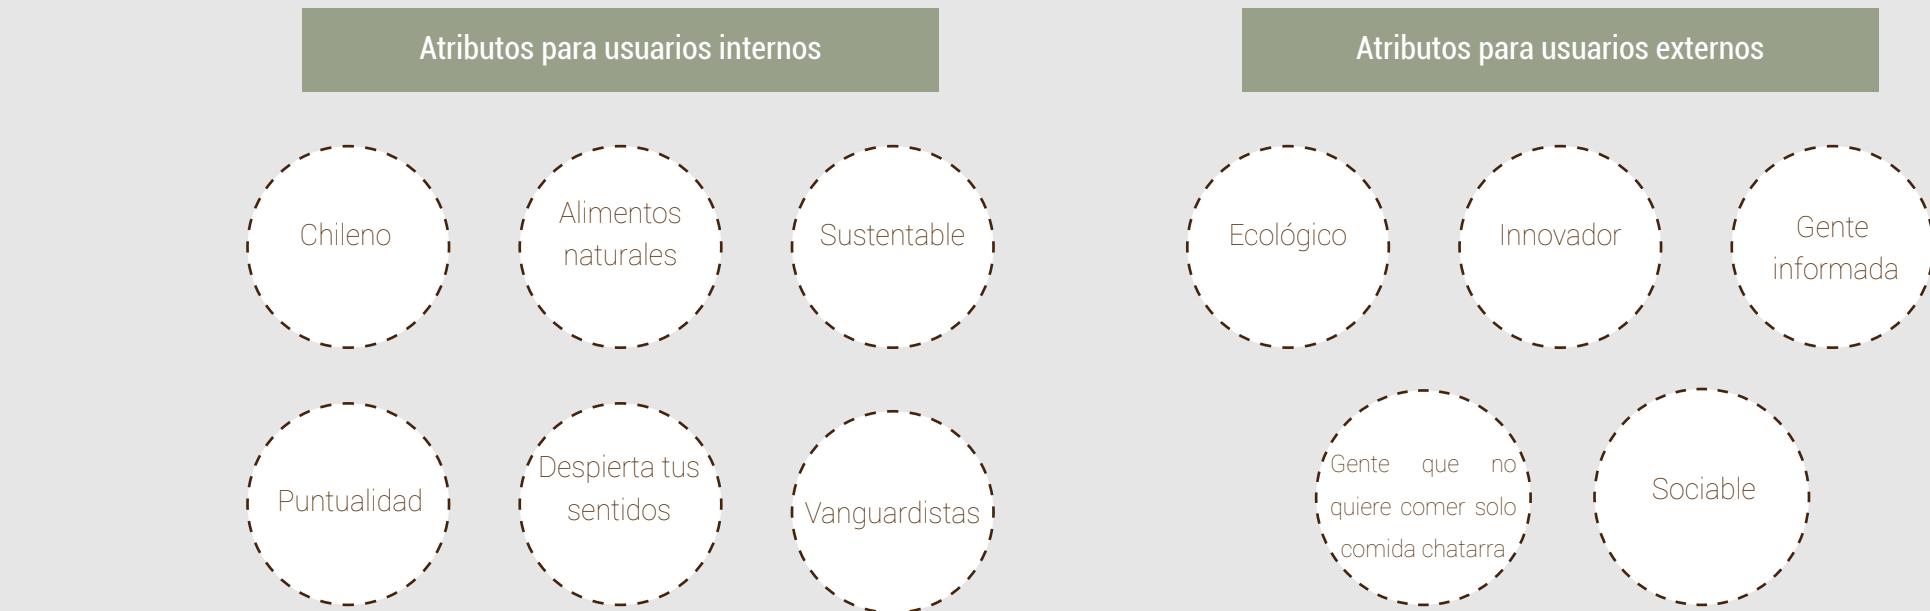 Atributos para usuarios internos
Chileno
Alimentos
naturales
Sustentable
Puntualidad
Despierta tus
sentidos
Vanguardistas
Atributos para usuarios externos
Ecológico
Innovador
Gente
informada
Gente que no
quiere comer solo
comida chatarra
Sociable